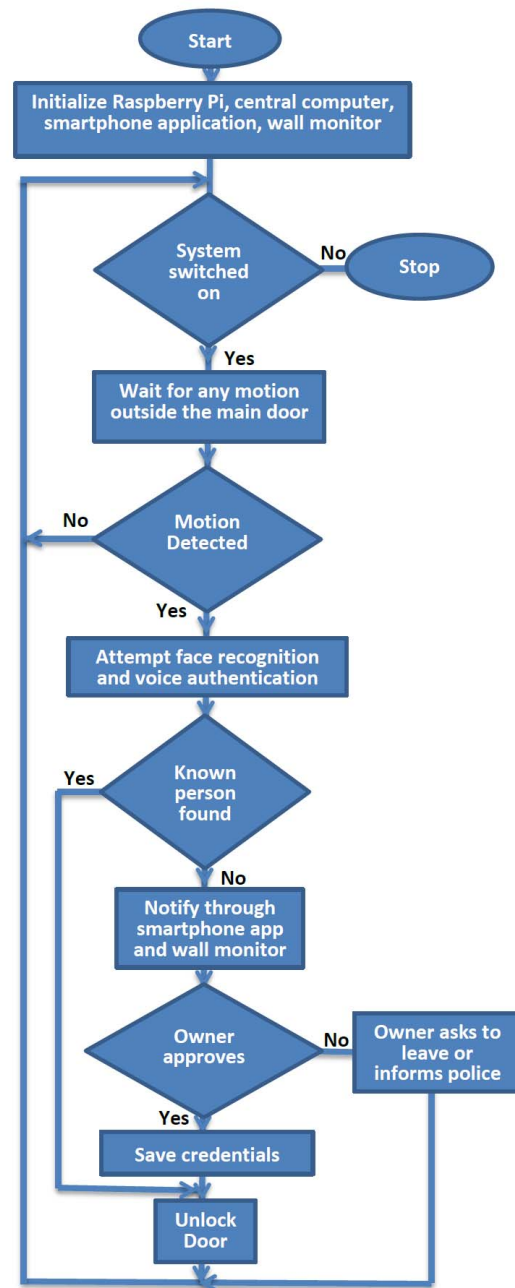 Start
Initialize Raspberry Pi, central computer,
smartphone application, wall monitor
System
switched
on
No
Stop
Yes
Wait for any motion
outside the main door
No
Motion
Detected
Yes
Attempt face recognition
and voice authentication
Yes
Known
person
found
No
Notify through
smartphone app
and wall monitor
Owner
approves
No
Owner asks to
leave or
informs police
Yes
Save credentials
Unlock
Door